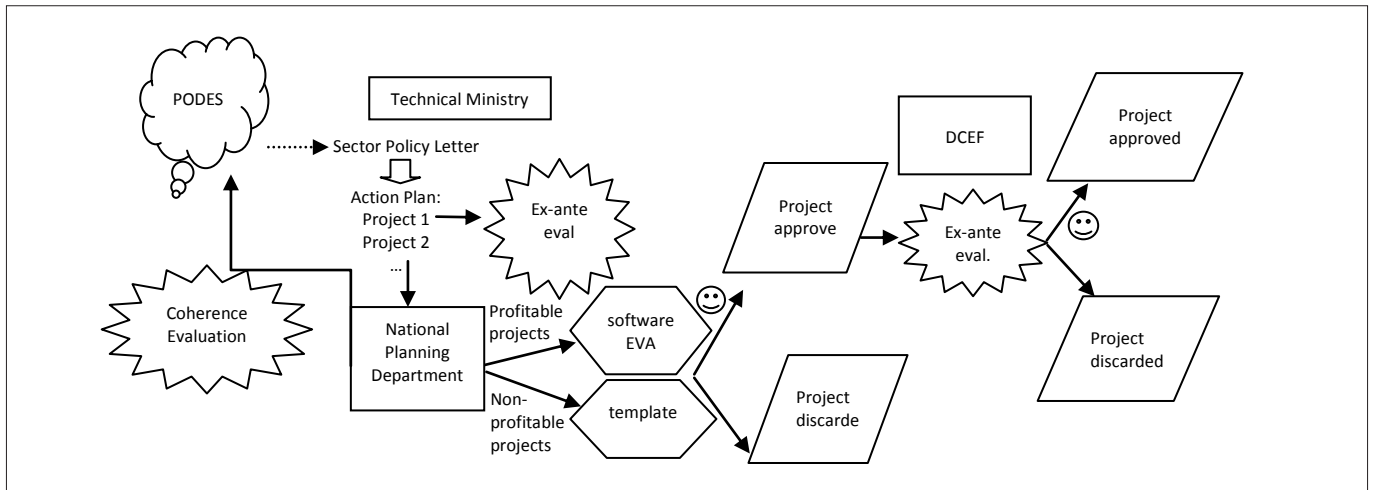 PODES
Technical Ministry
Sector Policy Letter
Action Plan:
Project 1
Project 2
...
Ex-ante
eval
Coherence
Evaluation
National
Planning
Department
Profitable
projects
Non-
profitable
projects
software
EVA
template
Project
approve
Project
discarde
DCEF
Ex-ante
eval.
Project
approved
Project
discarded